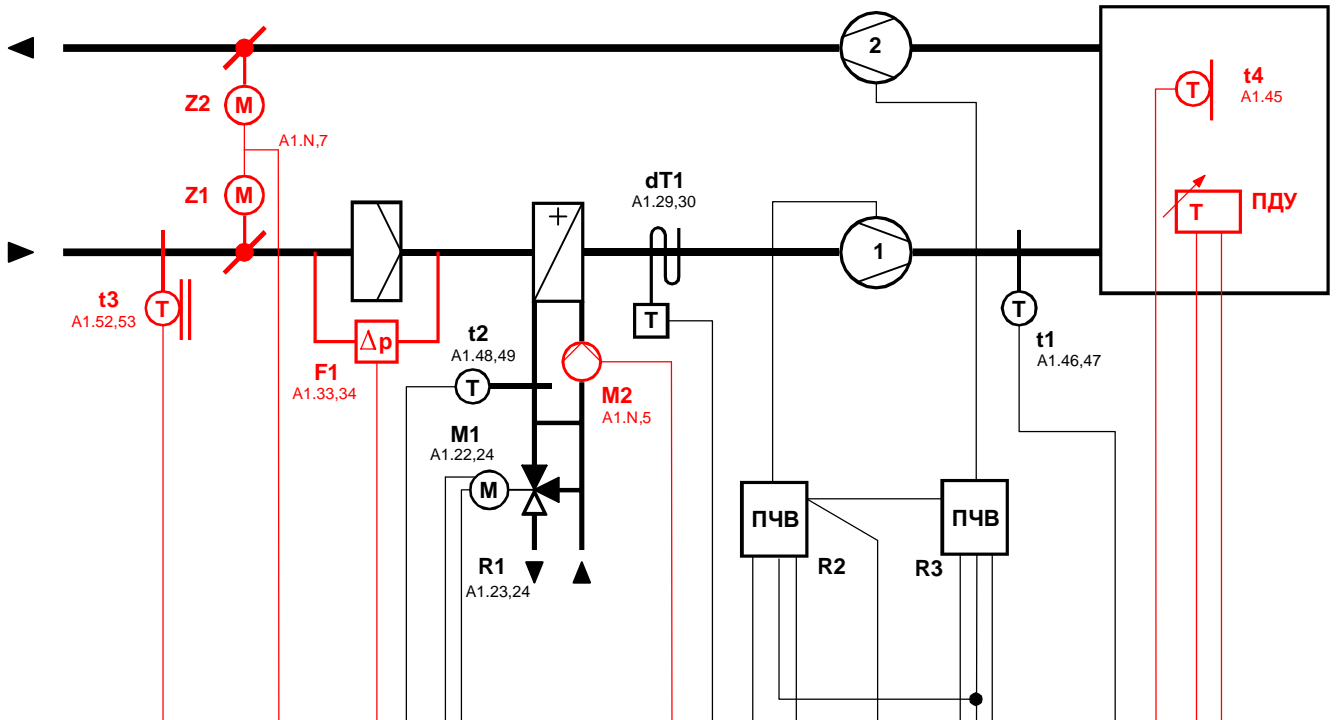 2
t4
T
A1.45
Z2
M
A1.N,7
dT1
A1.29,30
Z1
M
+
T
ПДУ
1
t3
T
A1.52,53
T
T
t2
A1.48,49
Δp
t1
A1.46,47
F1
A1.33,34
T
M2
A1.N,5
M1
A1.22,24
M
ПЧВ
ПЧВ
R1
A1.23,24
R2
R3